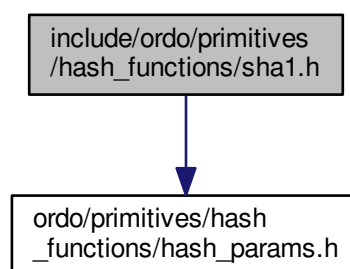 include/ordo/primitives
/hash_functions/sha1.h
ordo/primitives/hash
_functions/hash_params.h